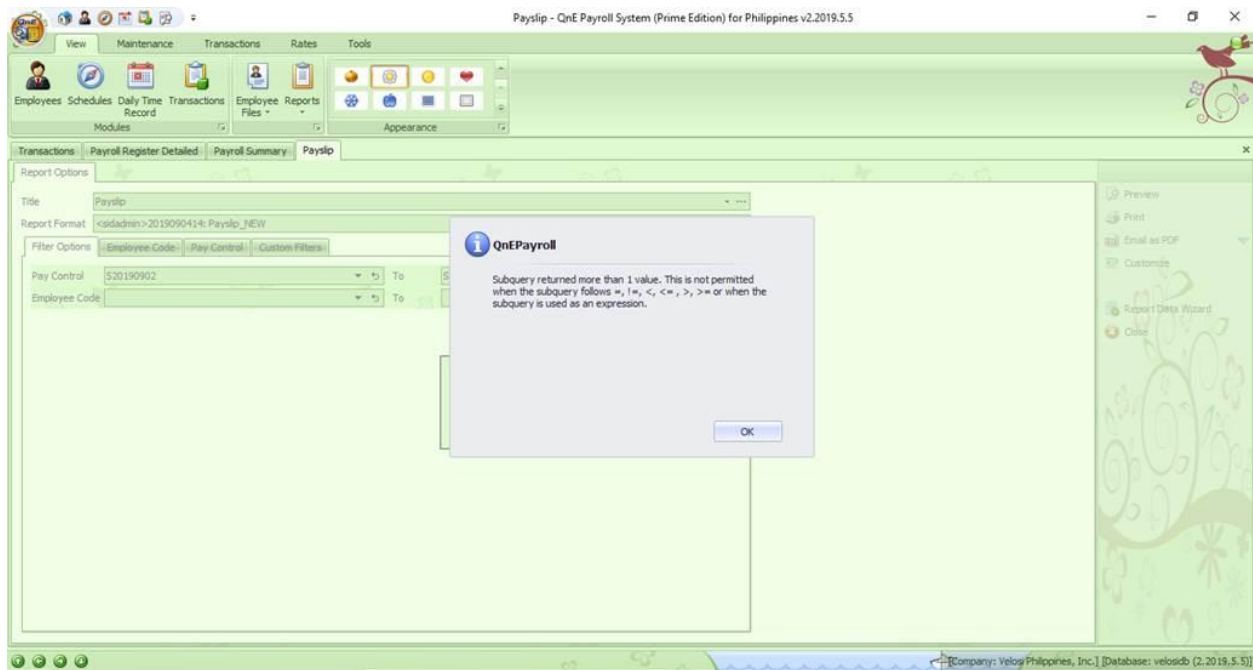 QnE
Payslip - QnE Payroll System (Prime Edition) for Philippines v2.2019.5.5
View Maintenance Transactions Rates Tools
Employees Schedules Daily Time Record Transactions Employee Files Reports
Modules Appearance
Transactions Payroll Register Detailed Payroll Summary Payslip
Report Options
Title Payslip
Report Format <sidadmin>2019090414: Payslip_NEW
Filter Options Employee Code Pay Control Custom Filters
Pay Control S20190902 To S
Employee Code To
QnEPayroll
Subquery returned more than 1 value. This is not permitted
when the subquery follows =, !=, <, <= , >, >= or when the
subquery is used as an expression.
OK
Preview
Print
Email as PDF
Customize
Report Data Wizard
Close
[Company: Velosi Philippines, Inc.] [Database: velosidb (2.2019.5.5)]